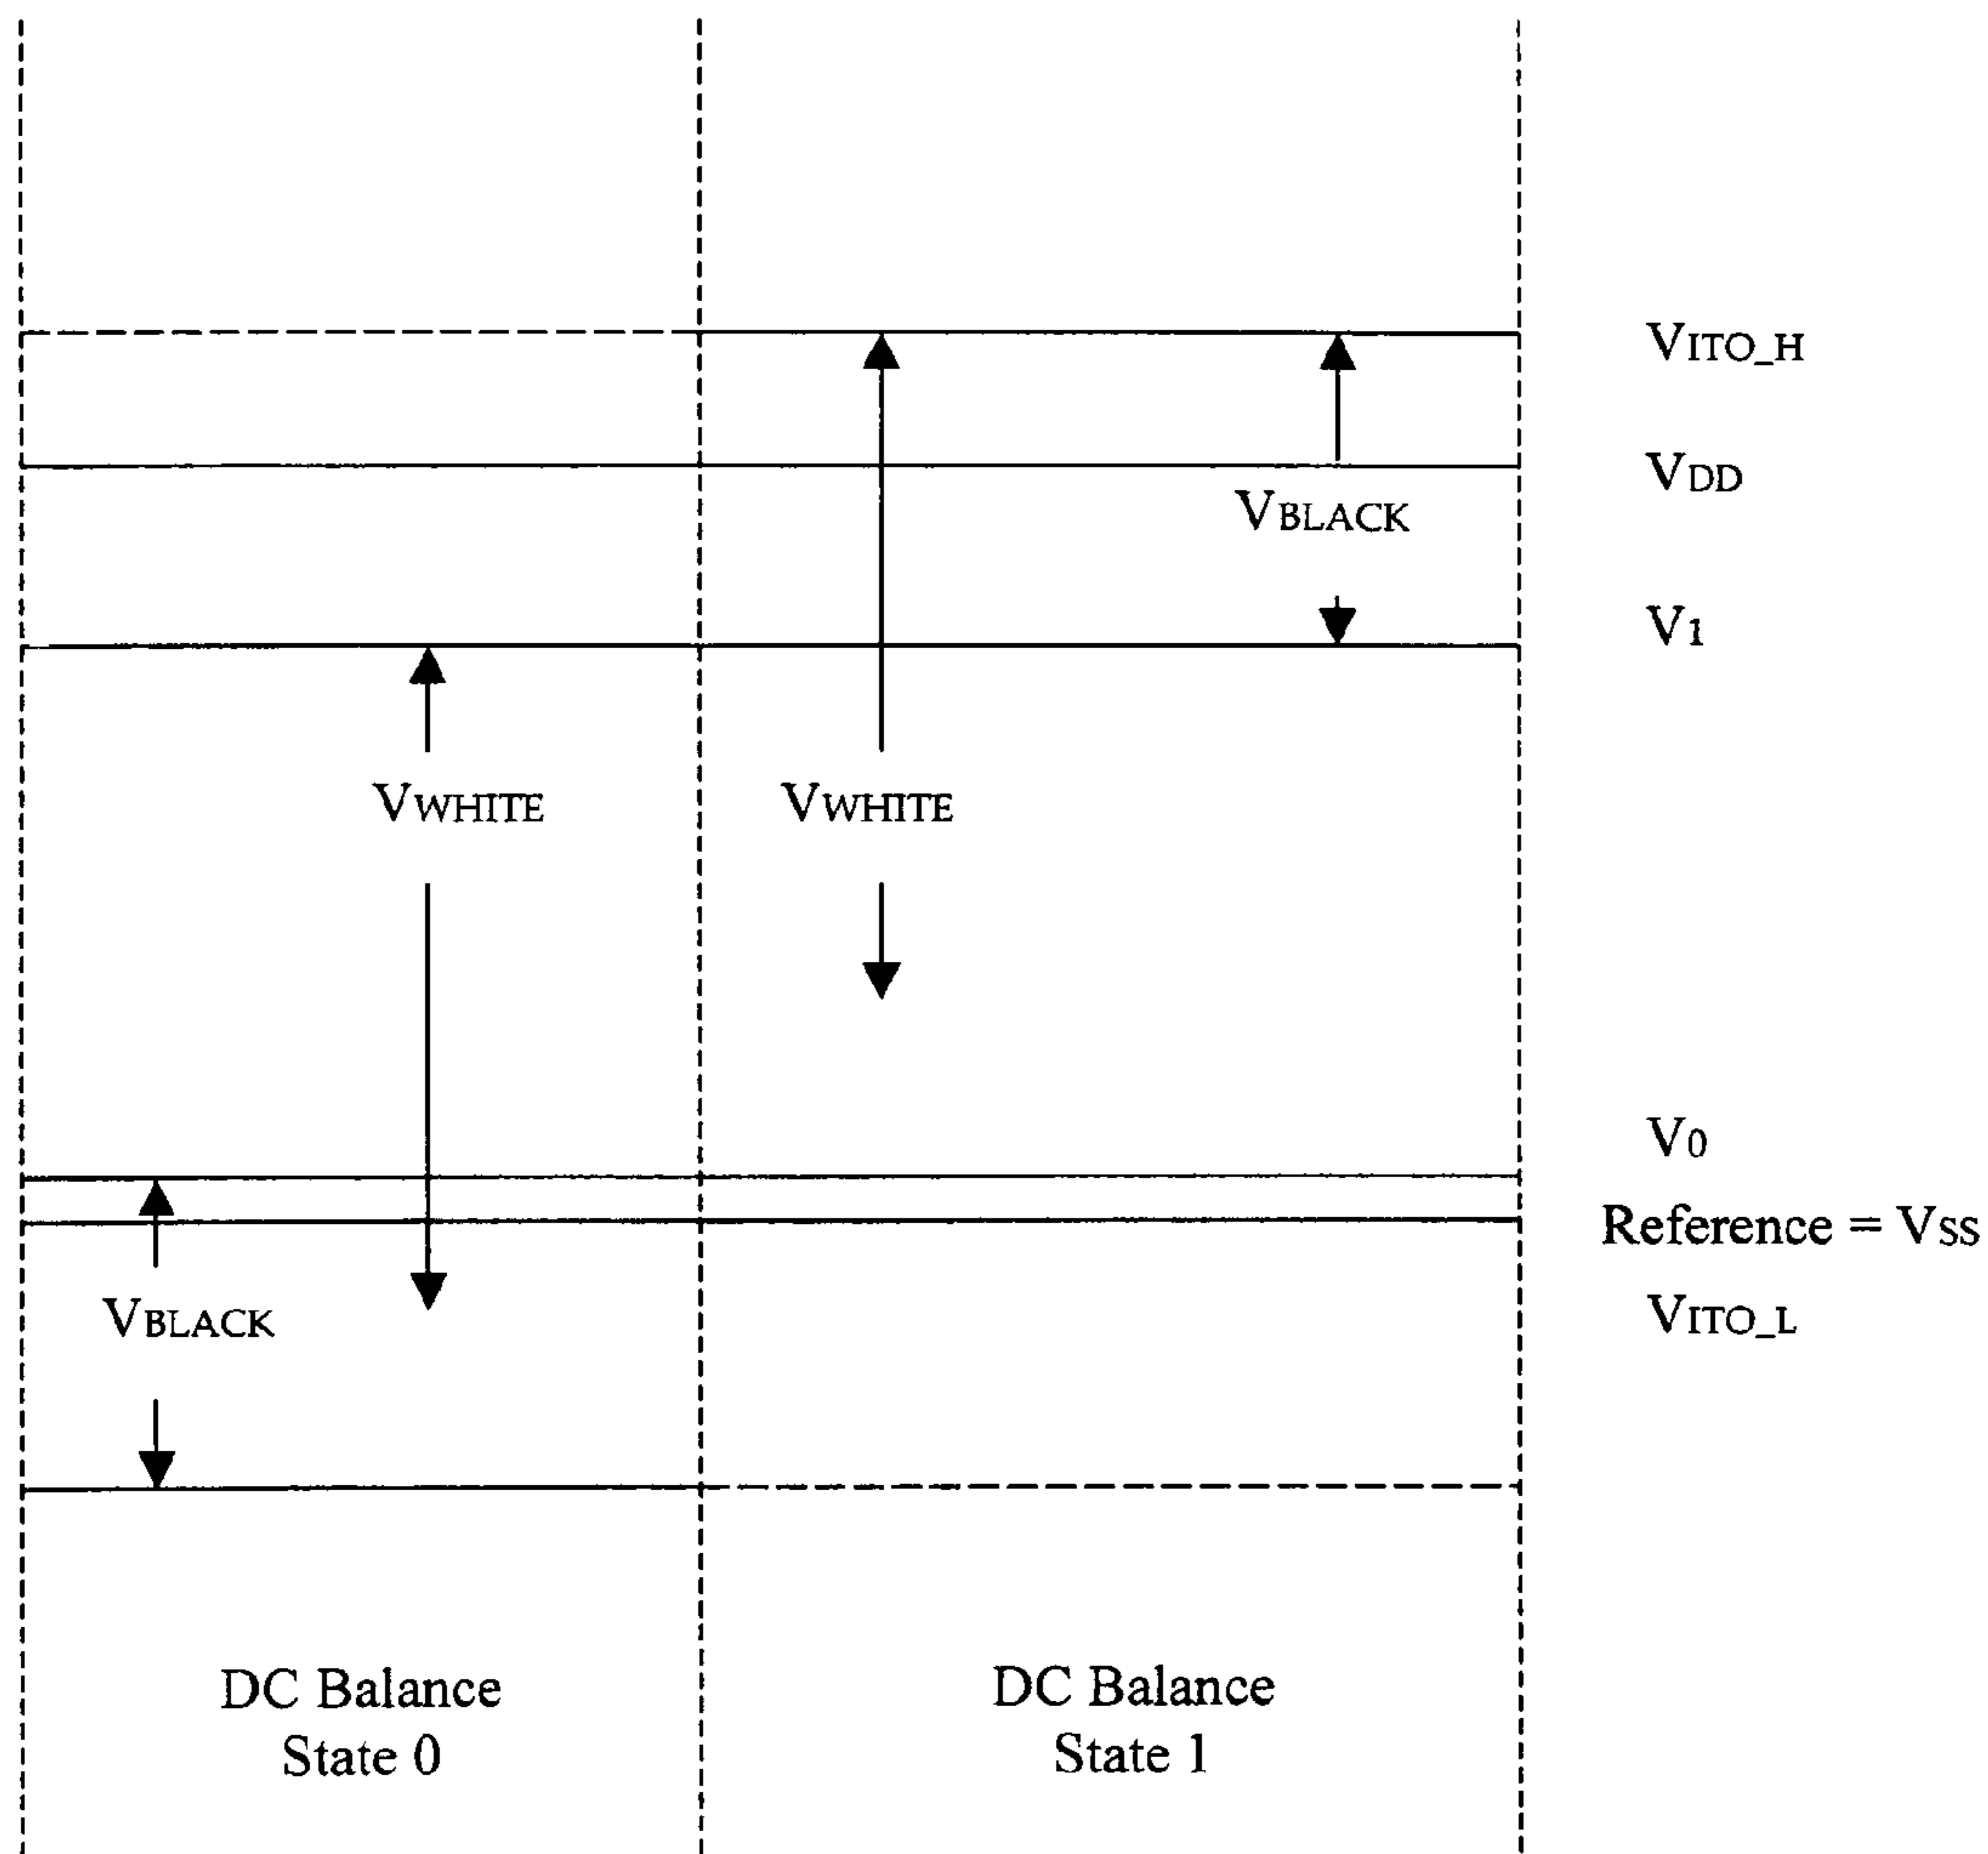 VITO_H
VDD
VBLACK
V1
VWHITE VWHITE
V0
Reference = VSS
VBLACK
VITO_L
DC Balance
State 0
DC Balance
State 1